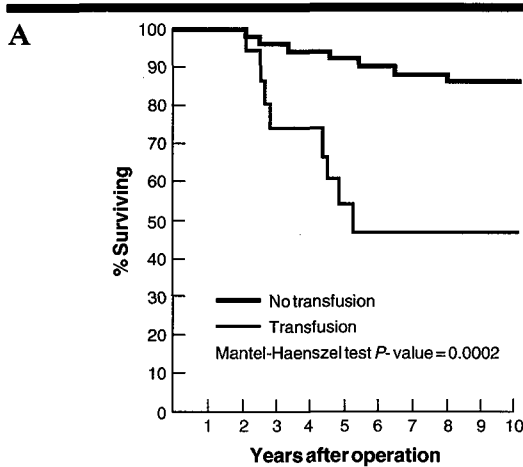 A
100
90
80
70
60
50
40
30
20
10
0
% Surviving
No transfusion
Transfusion
Mantel-Haenszel test P- value = 0.0002
1 2 3 4 5 6 7 8 9 10
Years after operation